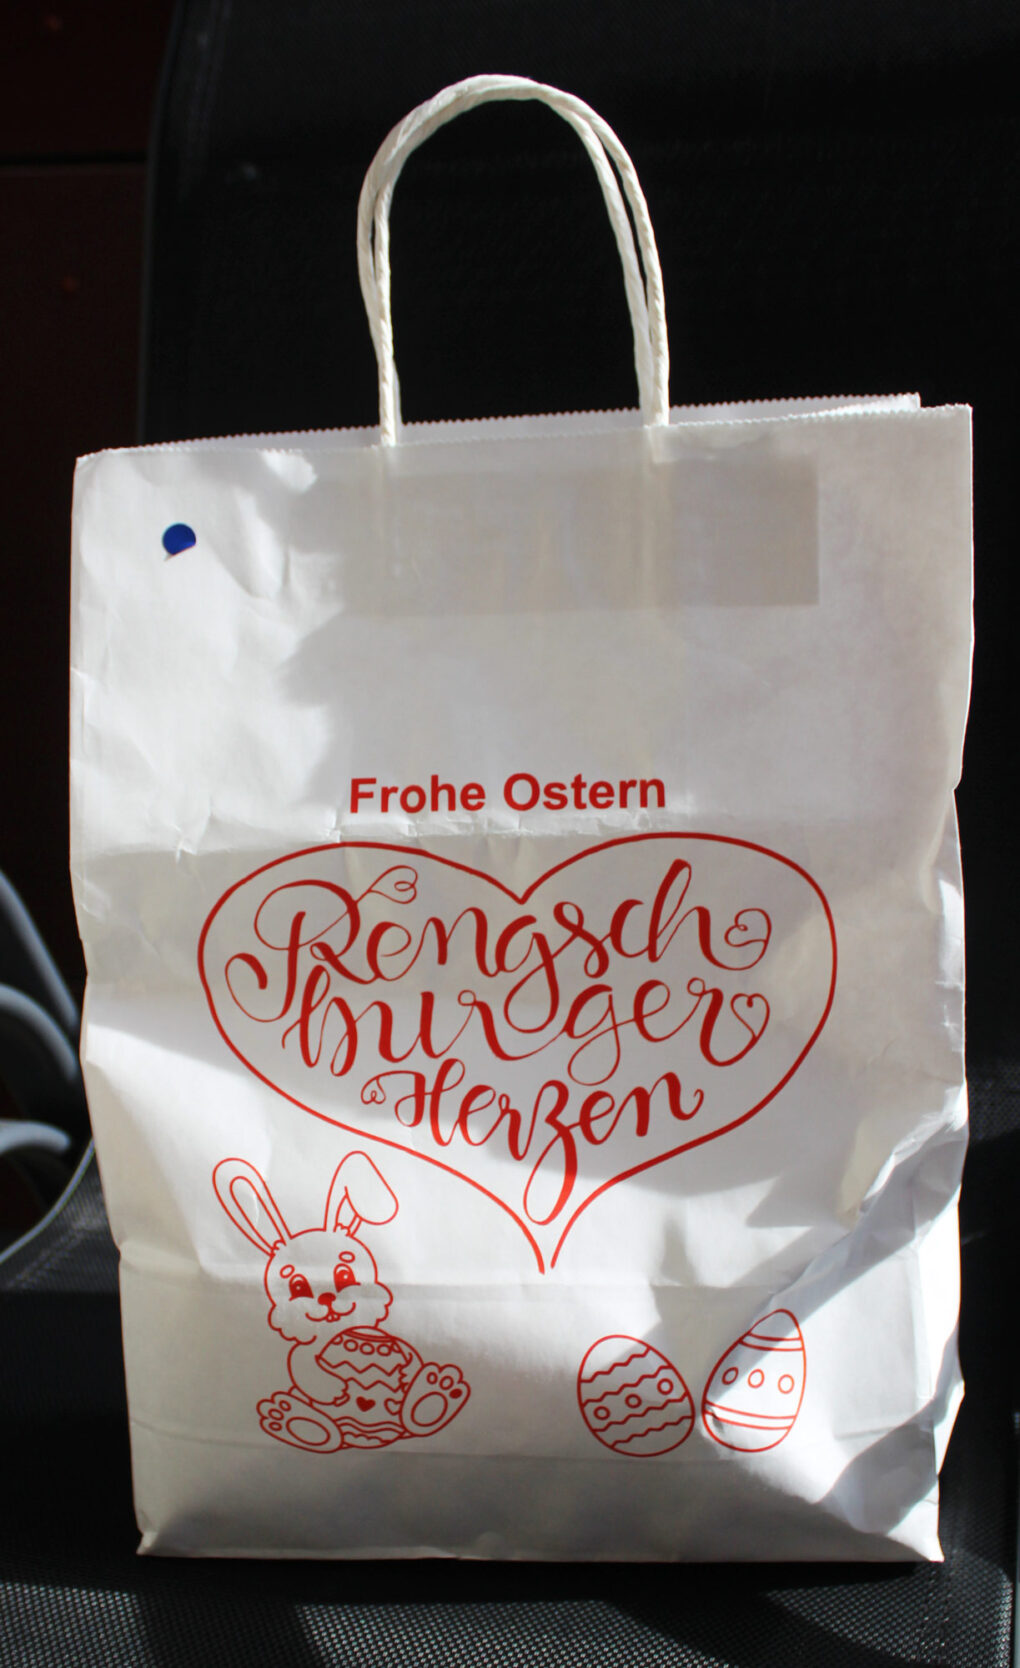 Frohe Ostern
Rengsch
burger
Herzen